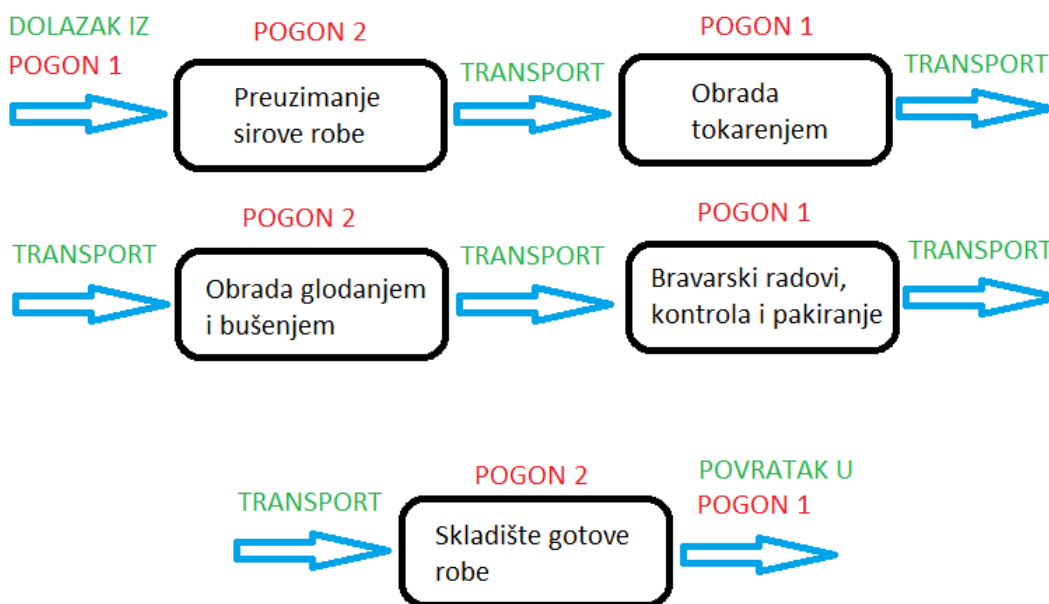 DOLAZAK IZ
POGON 1
POGON 2
Preuzimanje
sirove robe
TRANSPORT
POGON 1
Obrada
tokarenjem
TRANSPORT
TRANSPORT
POGON 2
Obrada glodanjem
i bušenjem
TRANSPORT
POGON 1
Bravarski radovi,
kontrola i pakiranje
TRANSPORT
TRANSPORT
POGON 2
Skladište gotove
robe
POVRATAK U
POGON 1